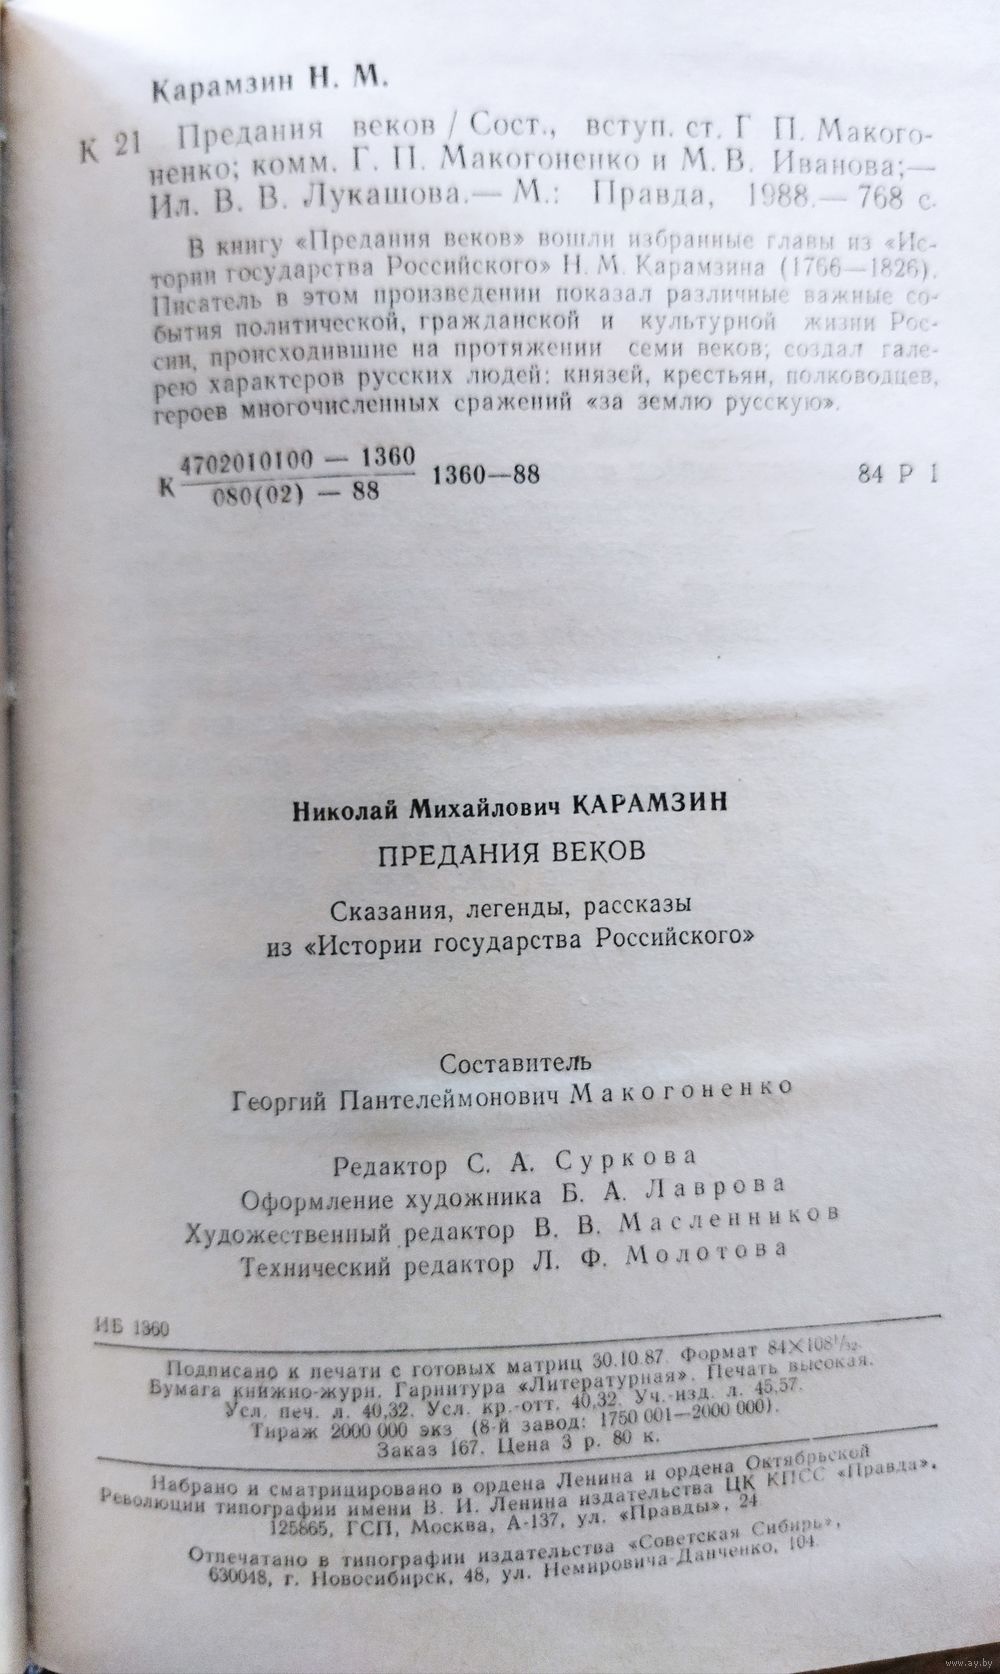 Карамзин Н. М.
К 21 Предания веков / Сост., вступ. ст. Г П. Макого-
ненко; комм. Г. П. Макогоненко и М. В. Иванова;—
Ил. В. В. Лукашова.— М.: Правда, 1988.— 768 с.
В книгу «Предания веков» вошли избранные главы из «Ис-
тории государства Российского» Н. М. Карамзина (1766—1826).
Писатель в этом произведении показал различные важные со-
бытия политической, гражданской и культурной жизни Рос-
сии, происходившие на протяжении семи веков; создал гале-
рею характеров русских людей: князей, крестьян, полководцев,
героев многочисленных сражений «за землю русскую».
4702010100 — 1360
К 1360—88 84 Р 1
080(02) — 88
Николай Михайлович КАРАМЗИН
ПРЕДАНИЯ ВЕКОВ
Сказания, легенды, рассказы
из «Истории государства Российского»
Составитель
Георгий Пантелеймонович Макогоненко
Редактор С. А. Суркова
Оформление художника Б. А. Лаврова
Художественный редактор В. В. Масленников
Технический редактор Л. Ф. Молотова
ИБ 1360
Подписано к печати с готовых матриц 30.10.87. Формат 84×108¹/₃₂.
Бумага книжно-журн. Гарнитура «Литературная». Печать высокая.
Усл. печ. л. 40,32. Усл. кр.-отт. 40,32. Уч.-изд. л. 45,57.
Тираж 2000 000 экз (8-й завод: 1750 001—2000 000).
Заказ 167. Цена 3 р. 80 к.
Набрано и сматрицировано в ордена Ленина и ордена Октябрьской
Революции типографии имени В. И. Ленина издательства ЦК КПСС «Правда»,
125865, ГСП, Москва, А-137, ул. «Правды», 24
Отпечатано в типографии издательства «Советская Сибирь»,
630048, г. Новосибирск, 48, ул. Немировича-Данченко, 104.
www.ay.by